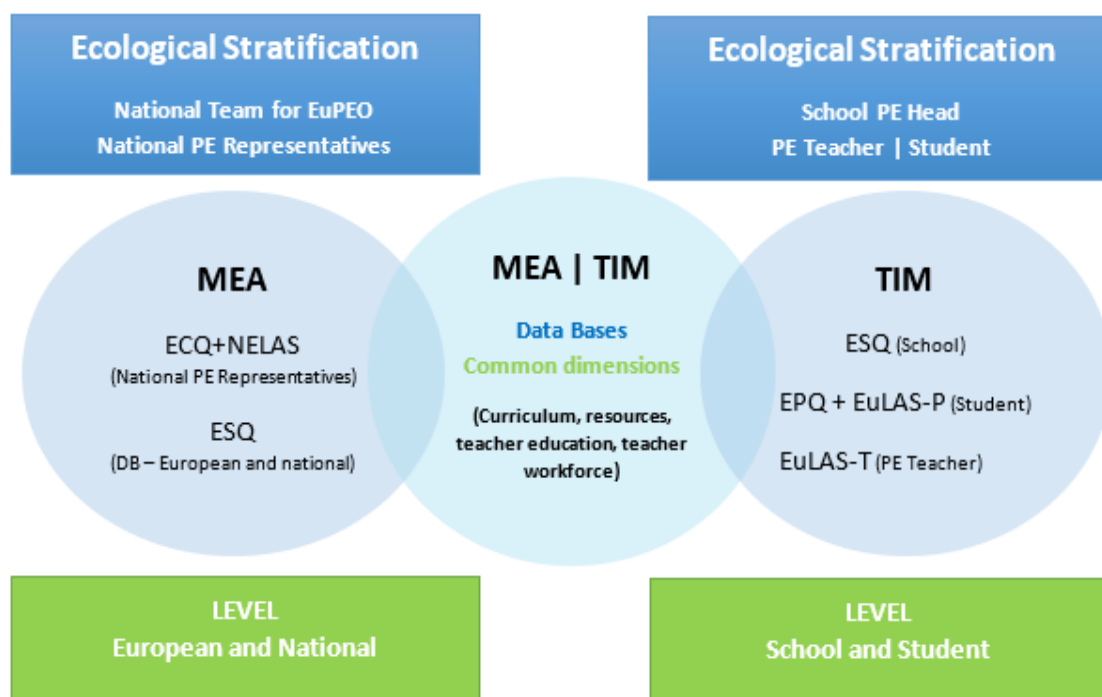 Ecological Stratification
National Team for EuPEO
National PE Representatives
Ecological Stratification
School PE Head
PE Teacher | Student
MEA
ECQ+NELAS
(National PE Representatives)
ESQ
(DB – European and national)
MEA | TIM
Data Bases
Common dimensions
(Curriculum, resources,
teacher education, teacher
workforce)
TIM
ESQ (School)
EPQ + EuLAS-P (Student)
EuLAS-T (PE Teacher)
LEVEL
European and National
LEVEL
School and Student